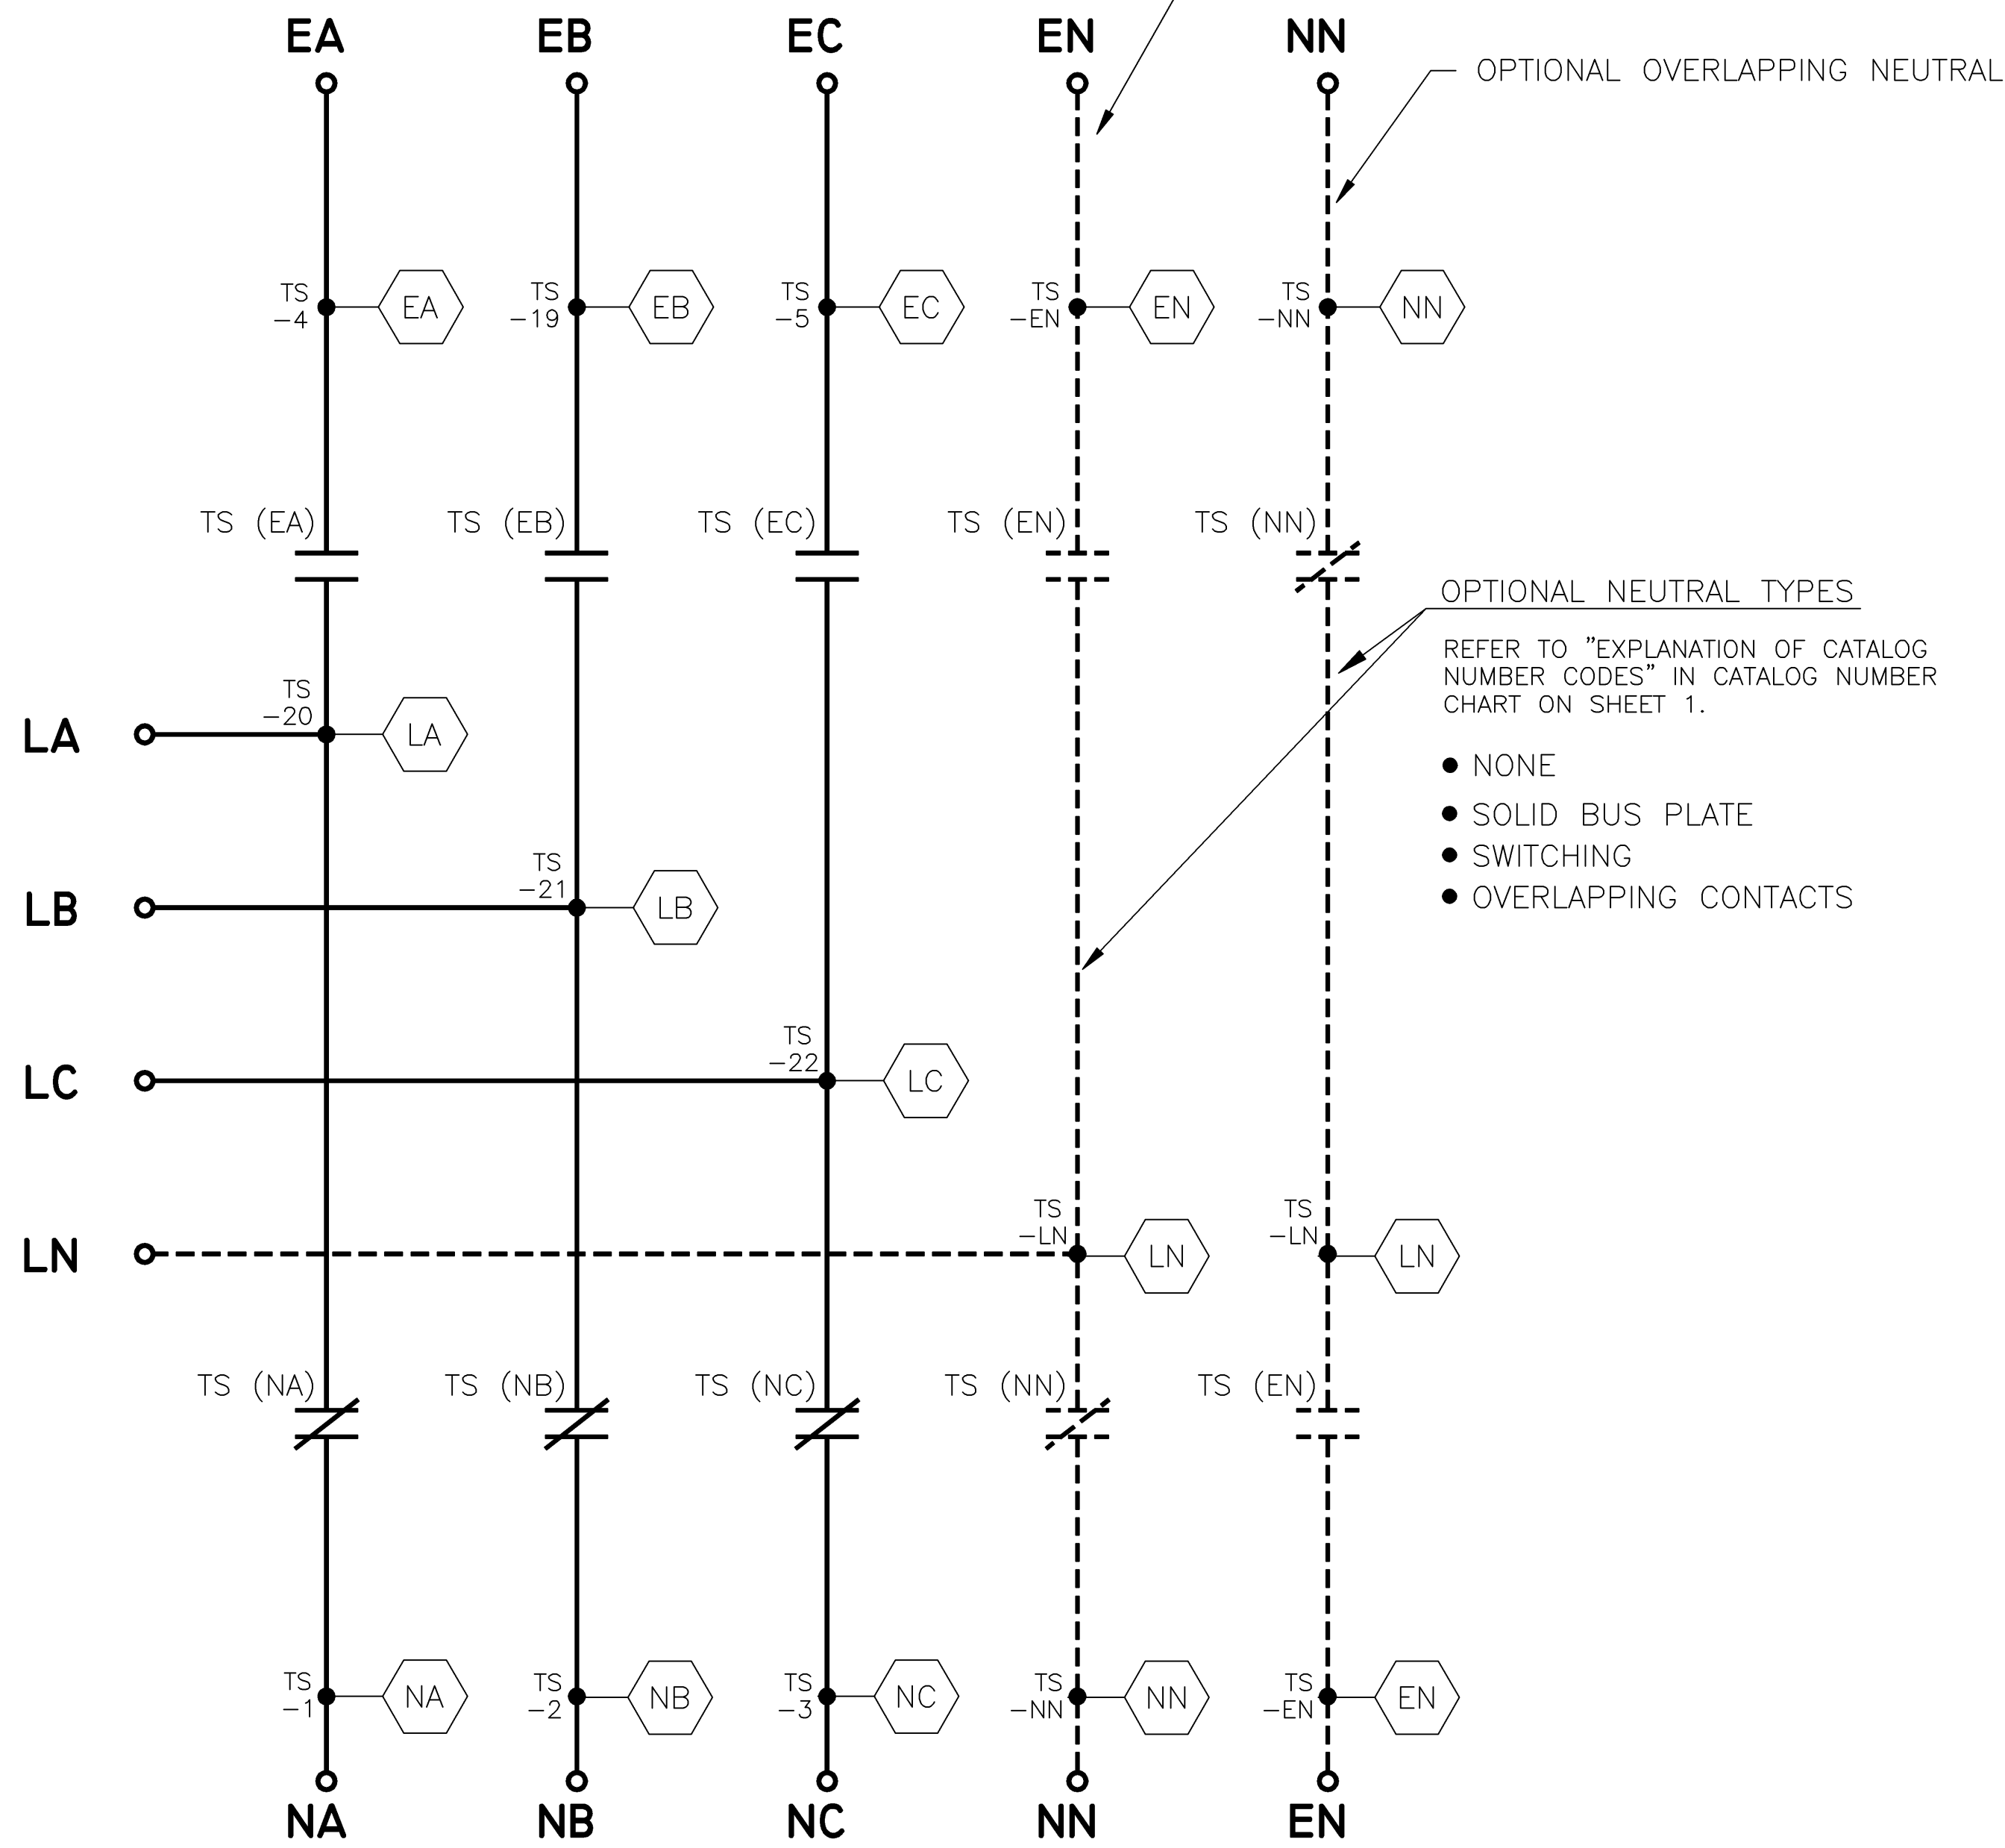 EA EB EC EN NN
OPTIONAL OVERLAPPING NEUTRAL
TS TS TS TS TS
-4 EA -19 EB -5 EC -EN EN -NN NN
TS (EA) TS (EB) TS (EC) TS (EN) TS (NN)
OPTIONAL NEUTRAL TYPES
REFER TO "EXPLANATION OF CATALOG
NUMBER CODES" IN CATALOG NUMBER
CHART ON SHEET 1.
● NONE
● SOLID BUS PLATE
● SWITCHING
● OVERLAPPING CONTACTS
TS
-20
LA LA
TS
-21
LB LB
TS
-22
LC LC
TS TS
-LN -LN
LN LN LN
TS (NA) TS (NB) TS (NC) TS (NN) TS (EN)
TS TS TS TS TS
-1 NA -2 NB -3 NC -NN NN -EN EN
NA NB NC NN EN